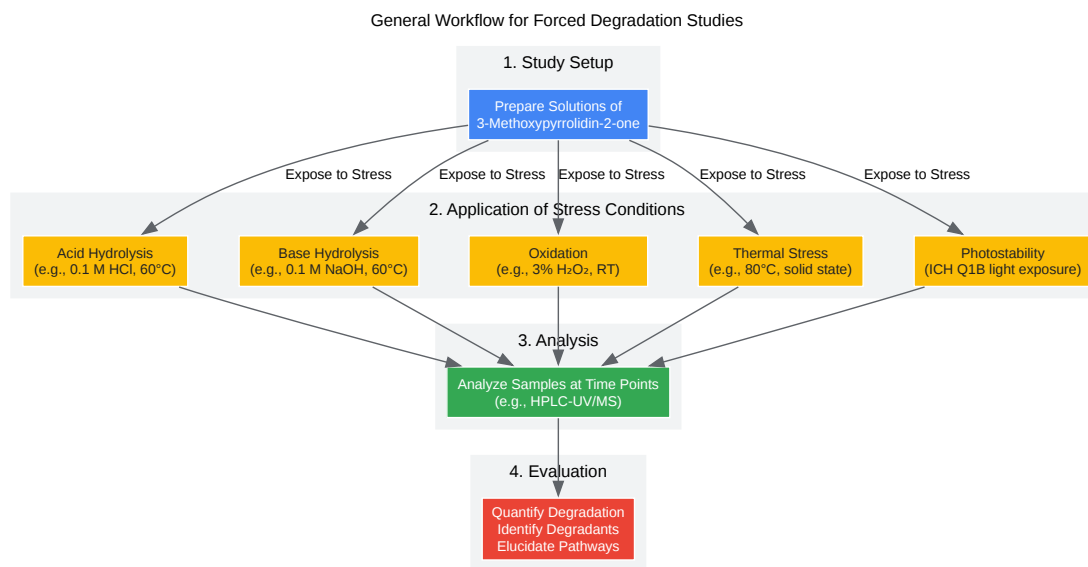 General Workflow for Forced Degradation Studies
1. Study Setup
Prepare Solutions of
3-Methoxypyrrolidin-2-one
Expose to Stress
Expose to Stress
Expose to Stress
Expose to Stress
Expose to Stress
2. Application of Stress Conditions
Acid Hydrolysis
(e.g., 0.1 M HCl, 60°C)
Base Hydrolysis
(e.g., 0.1 M NaOH, 60°C)
Oxidation
(e.g., 3% H₂O₂, RT)
Thermal Stress
(e.g., 80°C, solid state)
Photostability
(ICH Q1B light exposure)
3. Analysis
Analyze Samples at Time Points
(e.g., HPLC-UV/MS)
4. Evaluation
Quantify Degradation
Identify Degradants
Elucidate Pathways